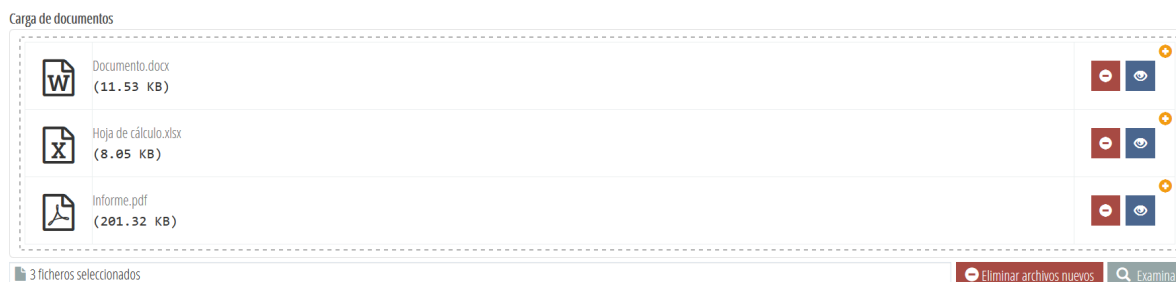 Carga de documentos
W
Documento.docx
(11.53 KB)
X
Hoja de cálculo.xlsx
(8.05 KB)
Informe.pdf
(201.32 KB)
3 ficheros seleccionados
Eliminar archivos nuevos
Examina